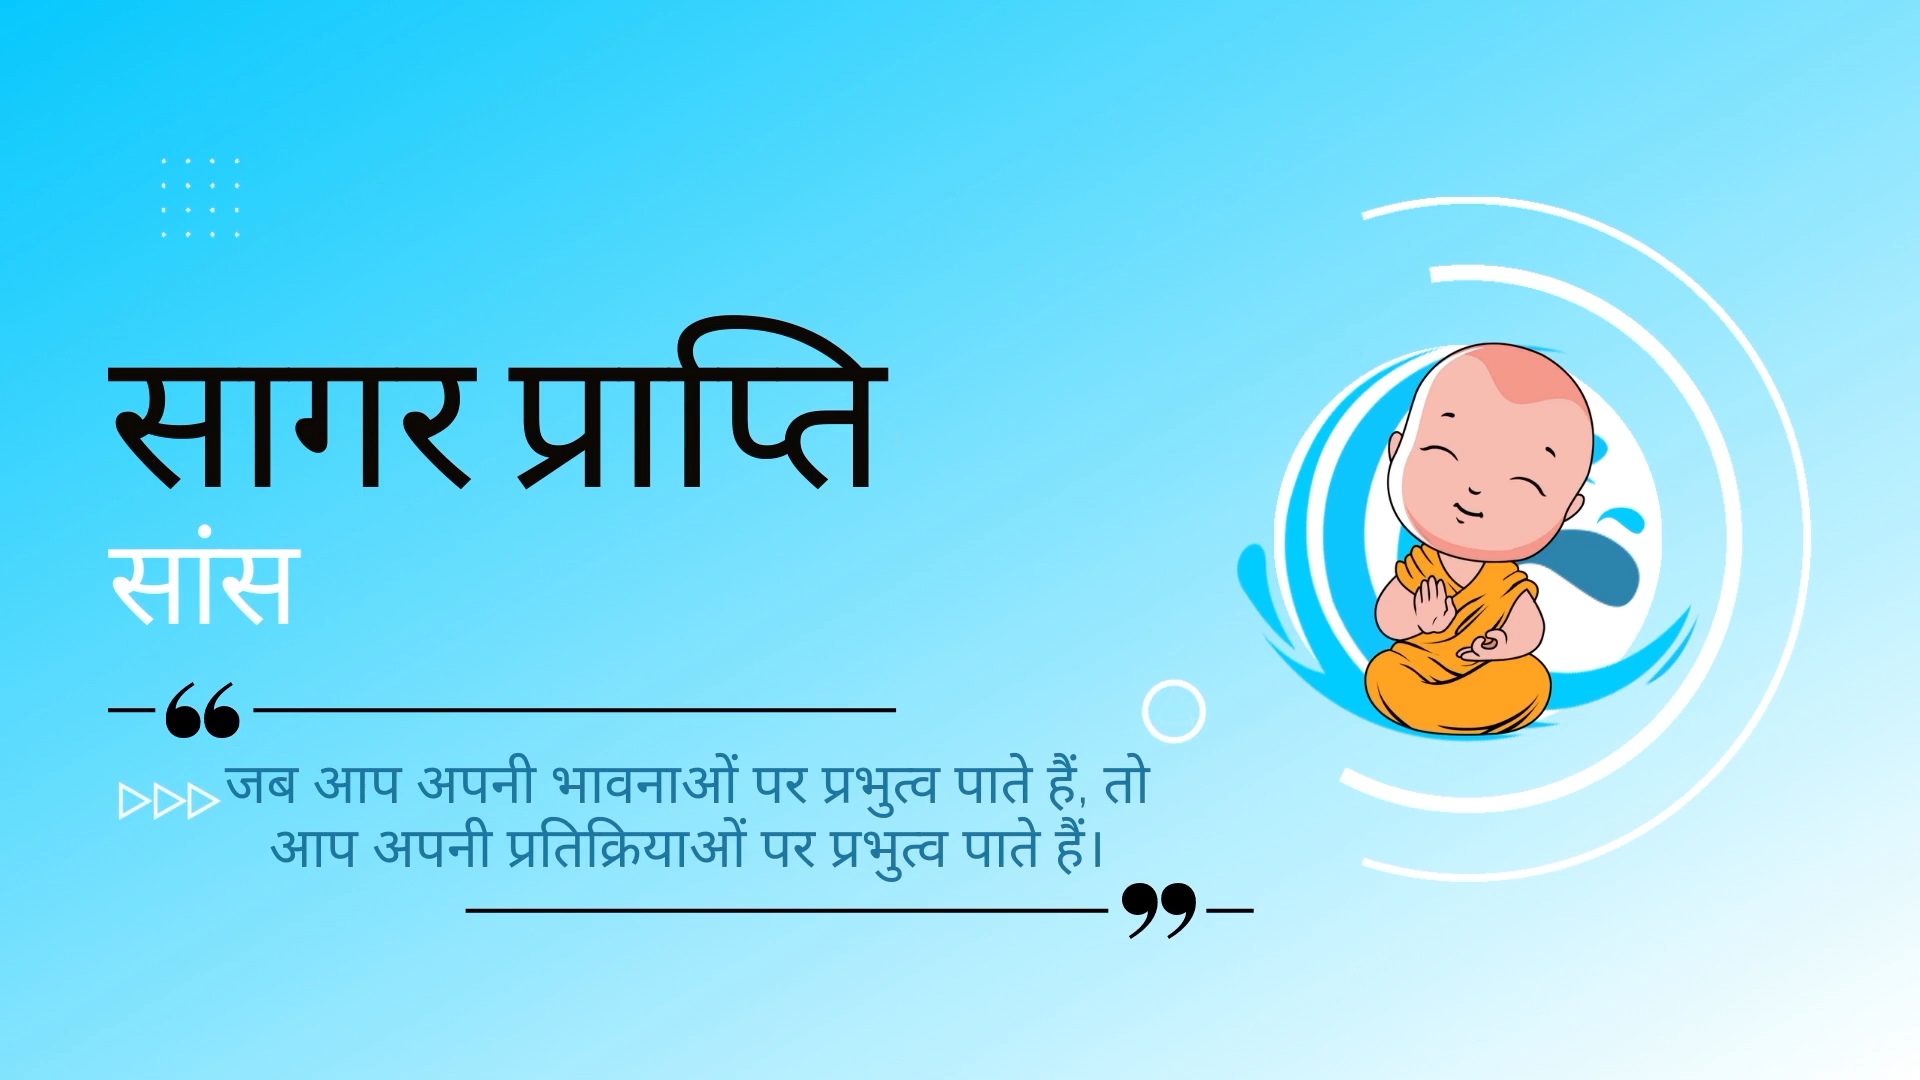 सागर प्राप्ति
सांस
❝
जब आप अपनी भावनाओं पर प्रभुत्व पाते हैं, तो
आप अपनी प्रतिक्रियाओं पर प्रभुत्व पाते हैं।
❞